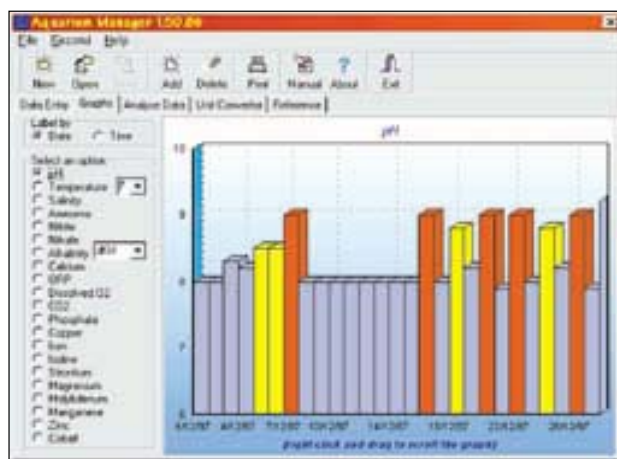 Aquarium Manager 1.50.06
File Record Help
New Open Add Delete Print Manual About Exit
Data Entry Graphs Analyse Data Unit Converter Reference
Label by
Date Time
Select an option
pH
Temperature F
Salinity
Ammonia
Nitrite
Nitrate
Alkalinity dKH
Calcium
ORP
Dissolved O2
CO2
Phosphate
Copper
Iron
Iodine
Strontium
Magnesium
Molybdenum
Manganese
Zinc
Cobalt
pH
10
9
8
7
6
(right click and drag to scroll the graph)